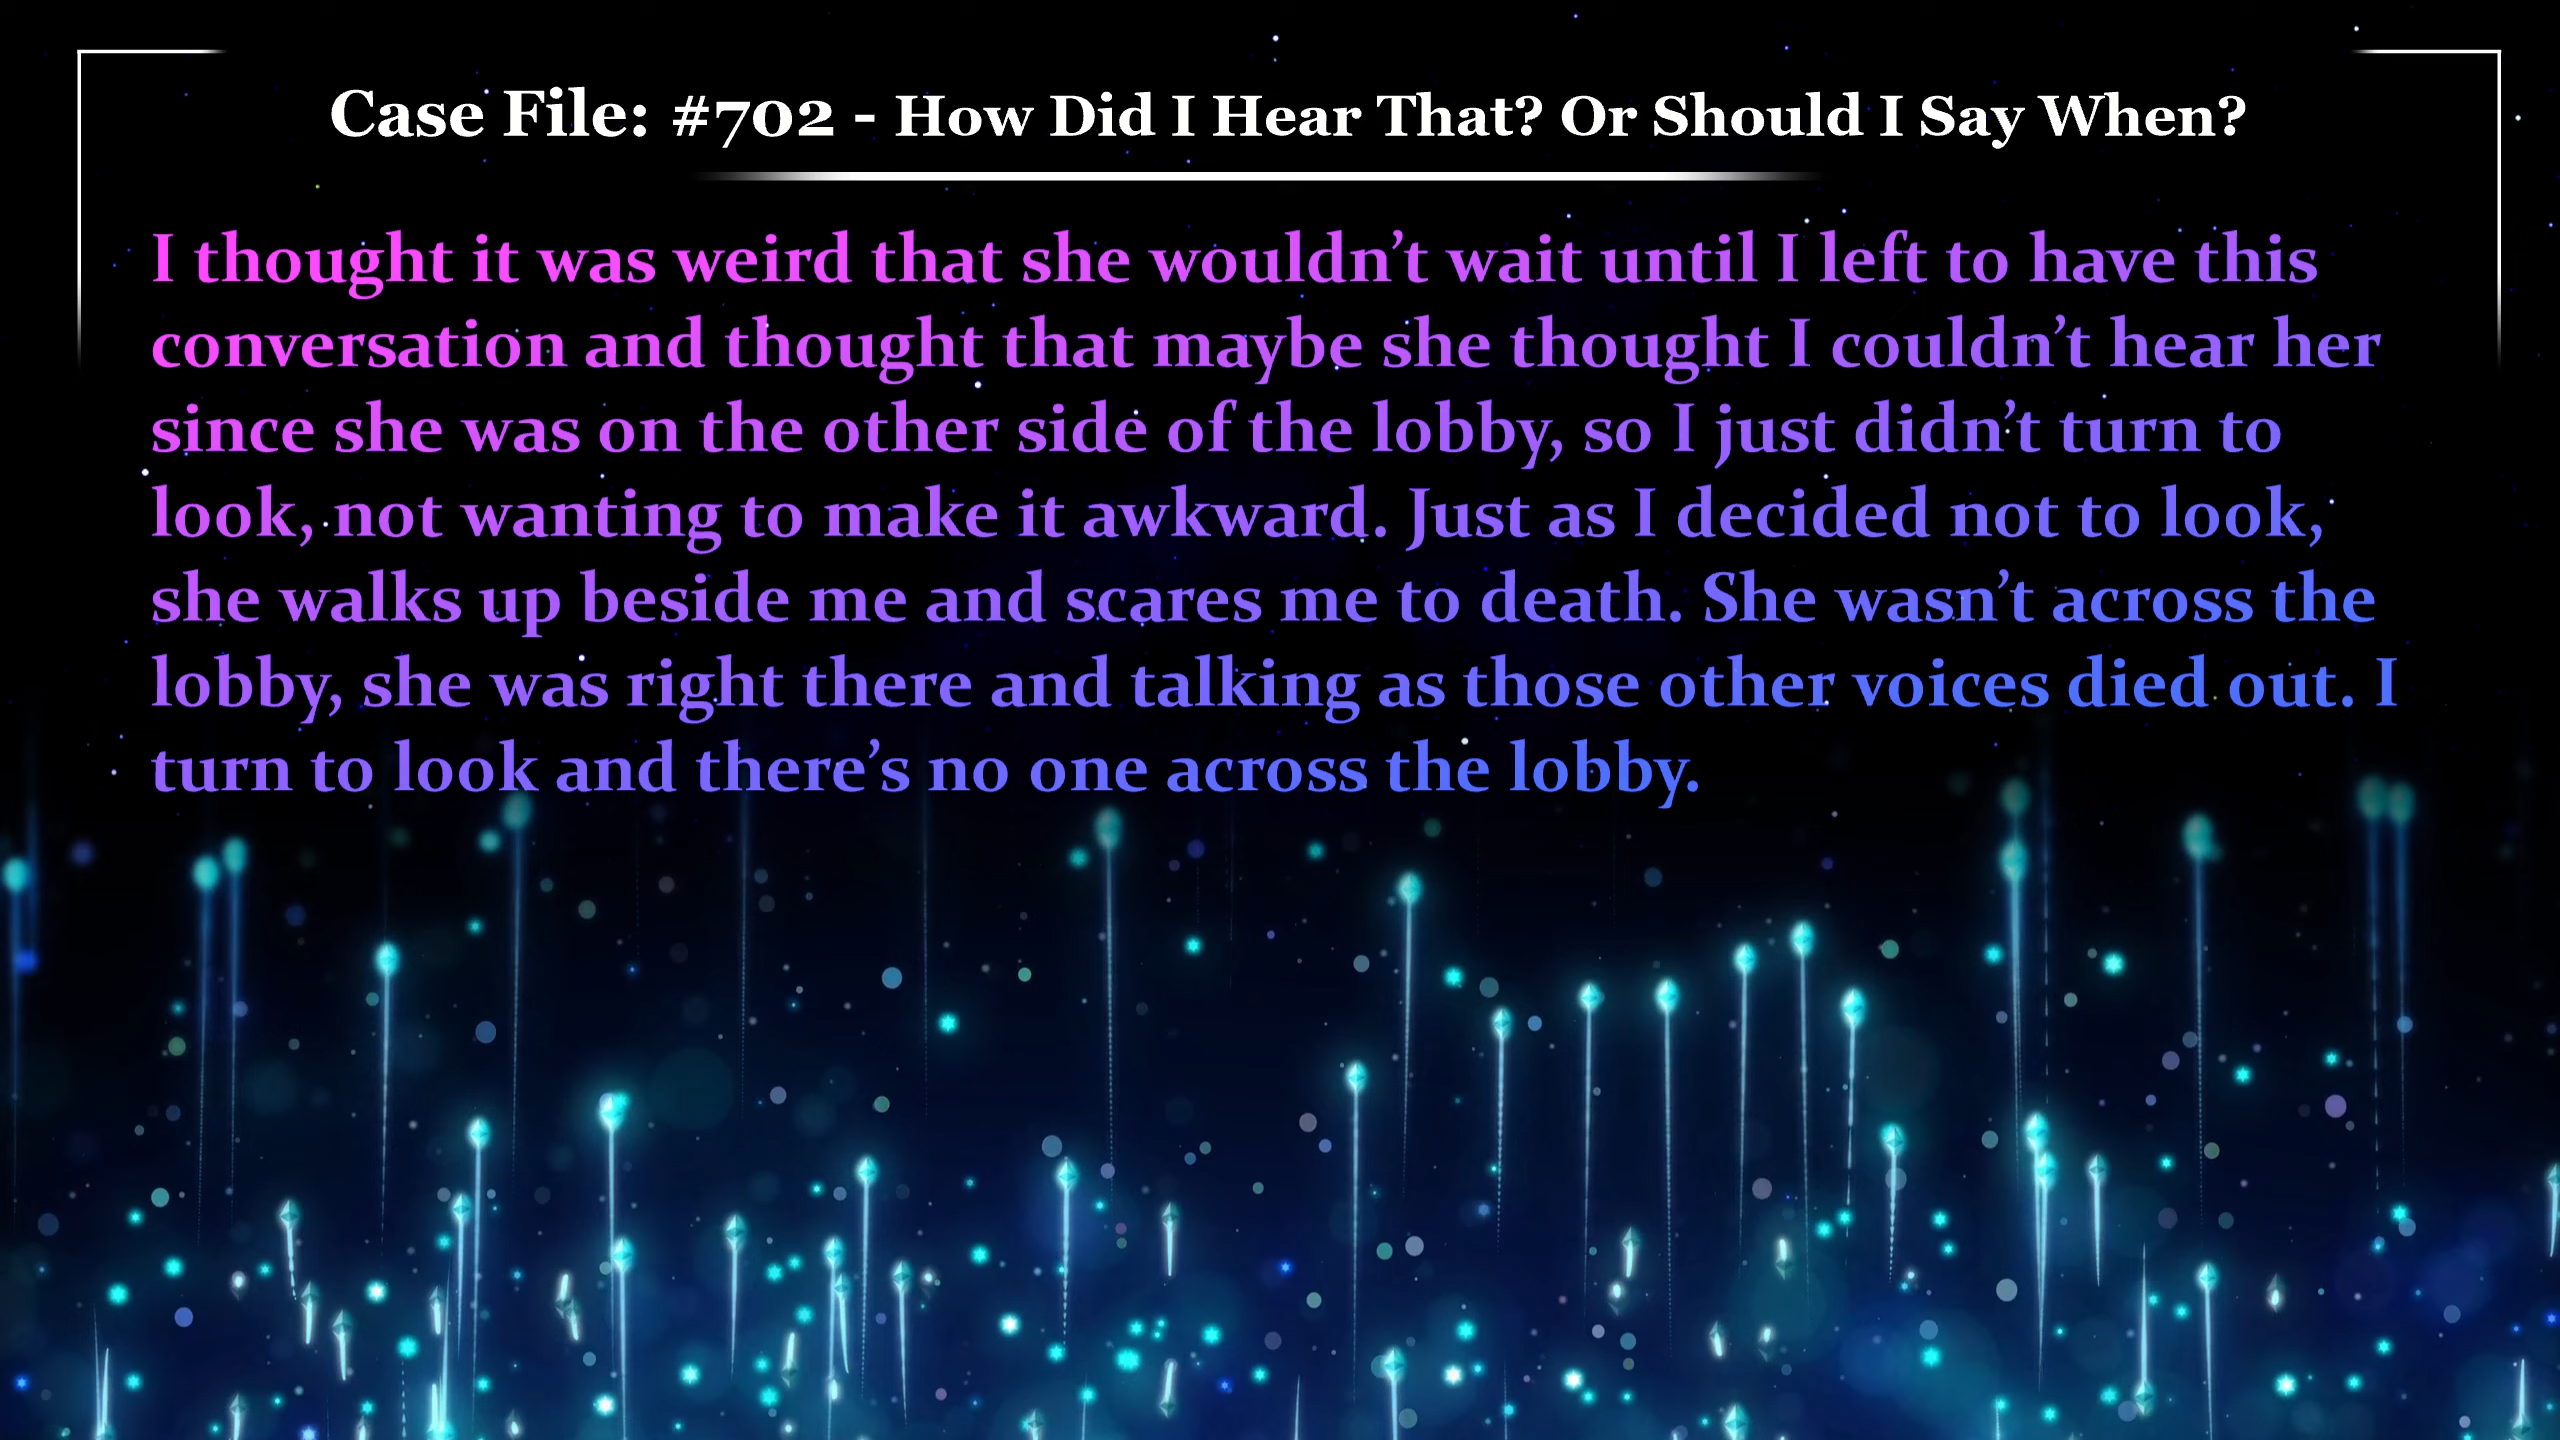 Case File: #702 - How Did I Hear That? Or Should I Say When?
I thought it was weird that she wouldn’t wait until I left to have this
conversation and thought that maybe she thought I couldn’t hear her
since she was on the other side of the lobby, so I just didn’t turn to
look, not wanting to make it awkward. Just as I decided not to look,
she walks up beside me and scares me to death. She wasn’t across the
lobby, she was right there and talking as those other voices died out. I
turn to look and there’s no one across the lobby.